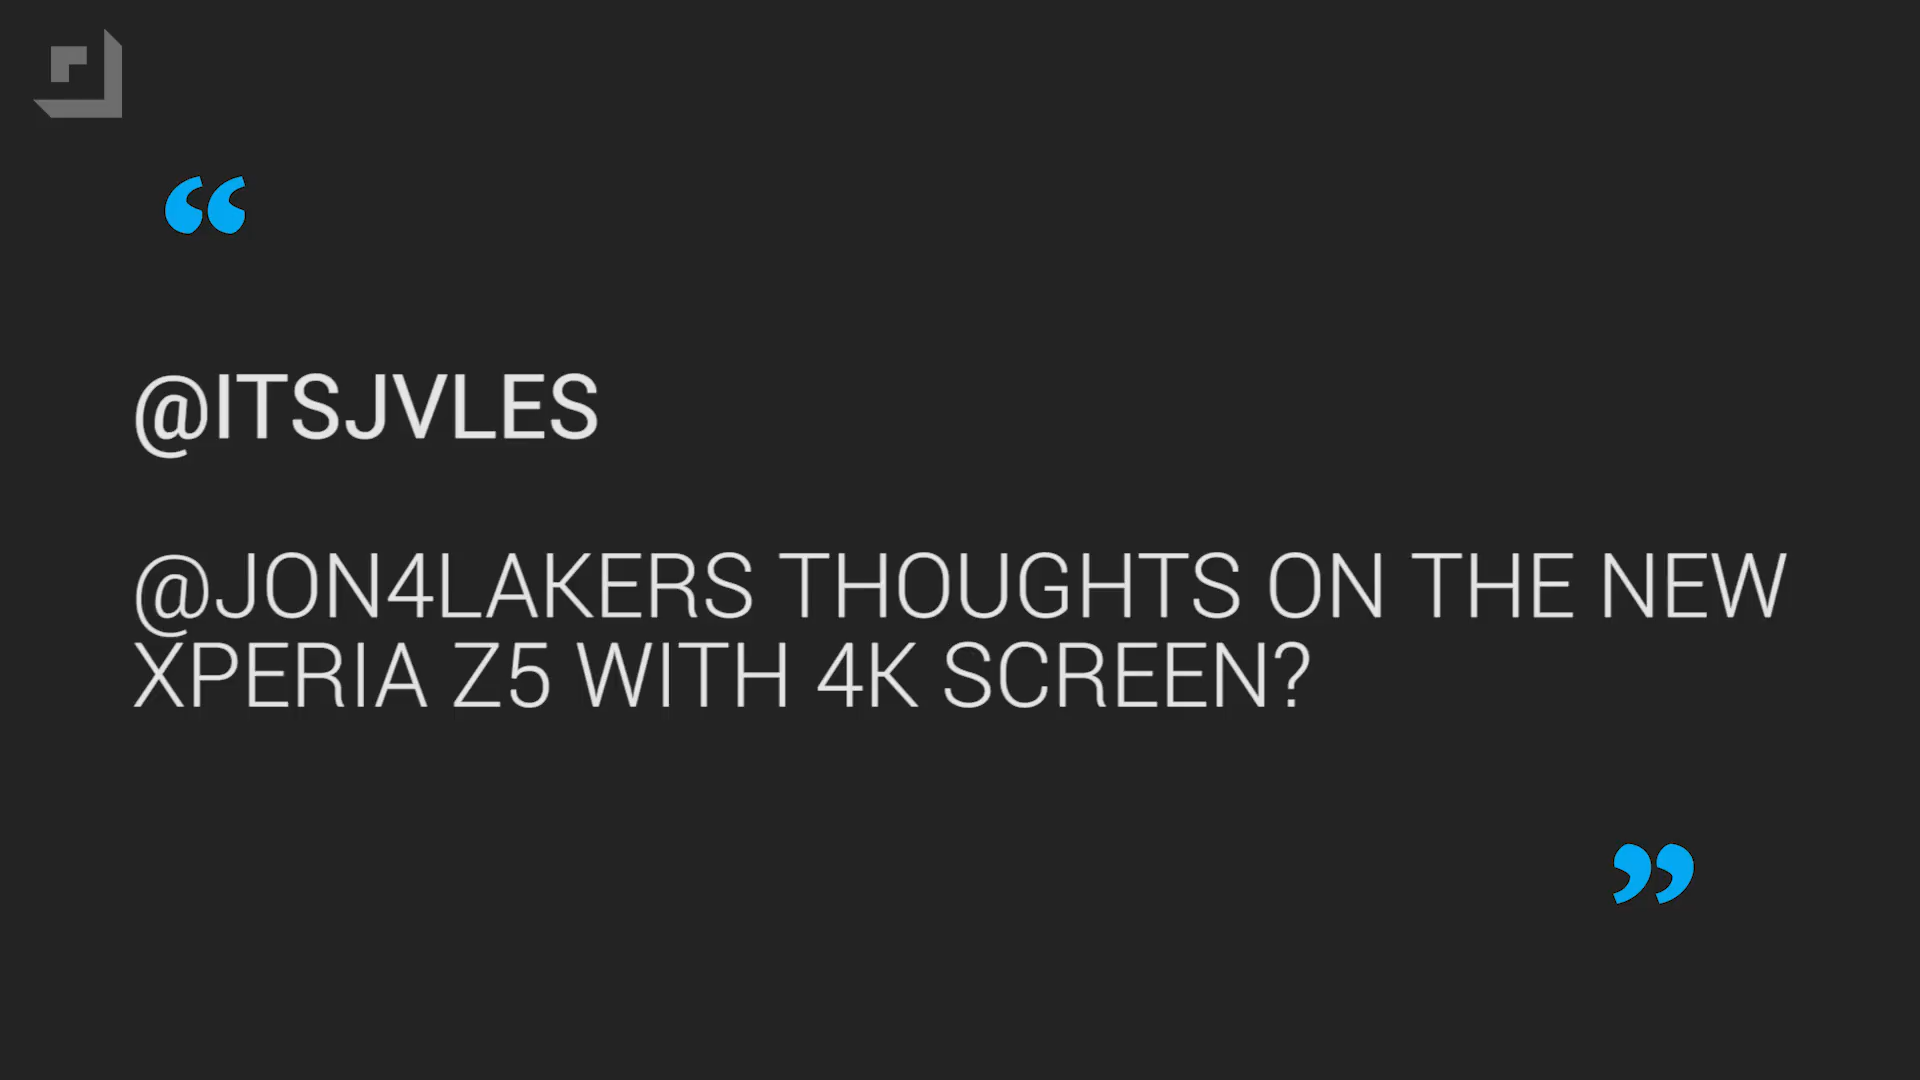 “
@ITSJVLES
@JON4LAKERS THOUGHTS ON THE NEW
XPERIA Z5 WITH 4K SCREEN?
”